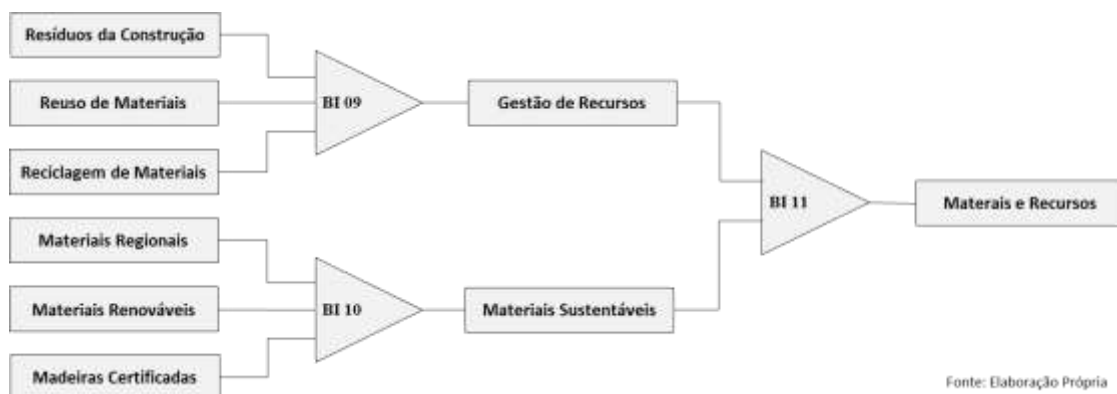 Resíduos da Construção
Reuso de Materiais
BI 09
Gestão de Recursos
Reciclagem de Materiais
BI 11
Materais e Recursos
Materiais Regionais
Materiais Renováveis
BI 10
Materiais Sustentáveis
Madeiras Certificadas
Fonte: Elaboração Própria